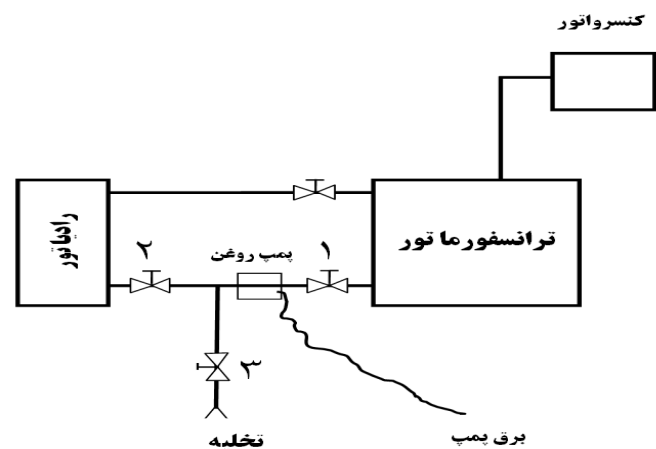 کنسرواتور
ترانسفورماتور
رادیاتور
۲
پمپ روغن
۱
۳
تخلیه
برق پمپ